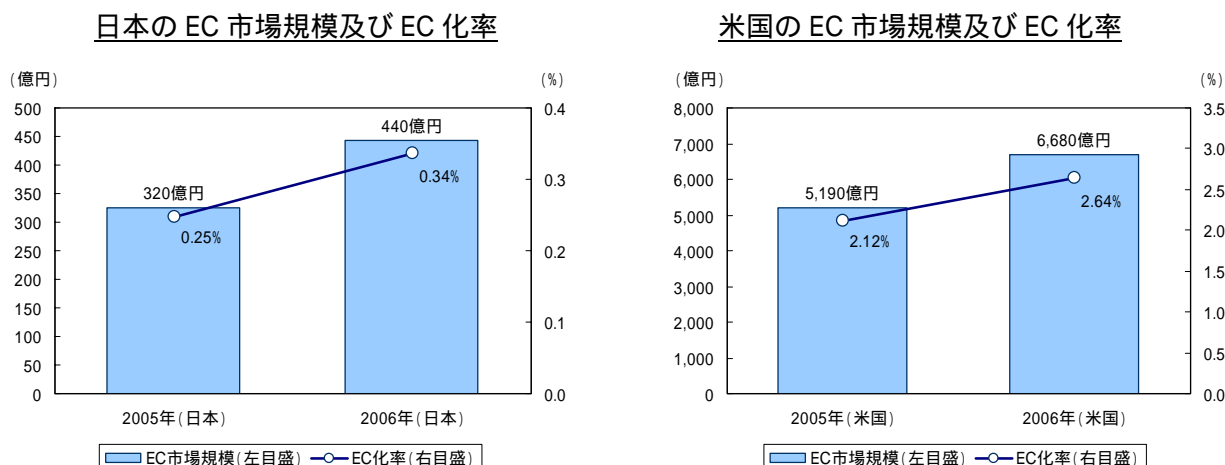 日本の EC 市場規模及び EC 化率
(億円)
(%)
500
450
400
350
300
250
200
150
100
50
0
0.4
0.3
0.2
0.1
0.0
320億円
440億円
0.25%
0.34%
2005年(日本)
2006年(日本)
EC市場規模(左目盛)
EC化率(右目盛)
米国の EC 市場規模及び EC 化率
(億円)
(%)
8,000
7,000
6,000
5,000
4,000
3,000
2,000
1,000
0
3.5
3.0
2.5
2.0
1.5
1.0
0.5
0.0
5,190億円
6,680億円
2.12%
2.64%
2005年(米国)
2006年(米国)
EC市場規模(左目盛)
EC化率(右目盛)